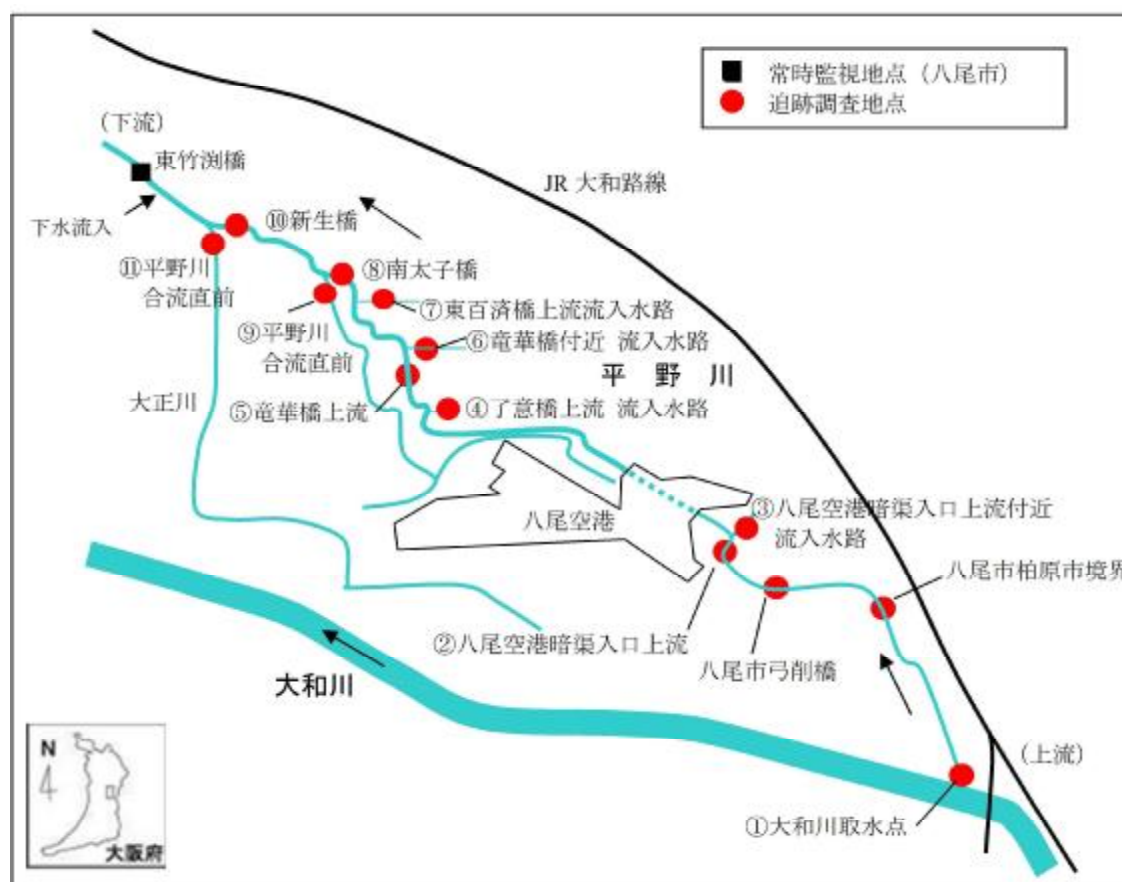 常時監視地点（八尾市）
追跡調査地点
（下流）
東竹渕橋
JR 大和路線
下水流入
⑩新生橋
⑪平野川
合流直前
⑧南太子橋
⑦東百済橋上流流入水路
⑨平野川
合流直前
⑥竜華橋付近 流入水路
平 野 川
大正川
⑤竜華橋上流
④了意橋上流 流入水路
八尾空港
③八尾空港暗渠入口上流付近
流入水路
八尾市柏原市境界
②八尾空港暗渠入口上流
八尾市弓削橋
大和川
（上流）
①大和川取水点
N
大阪府